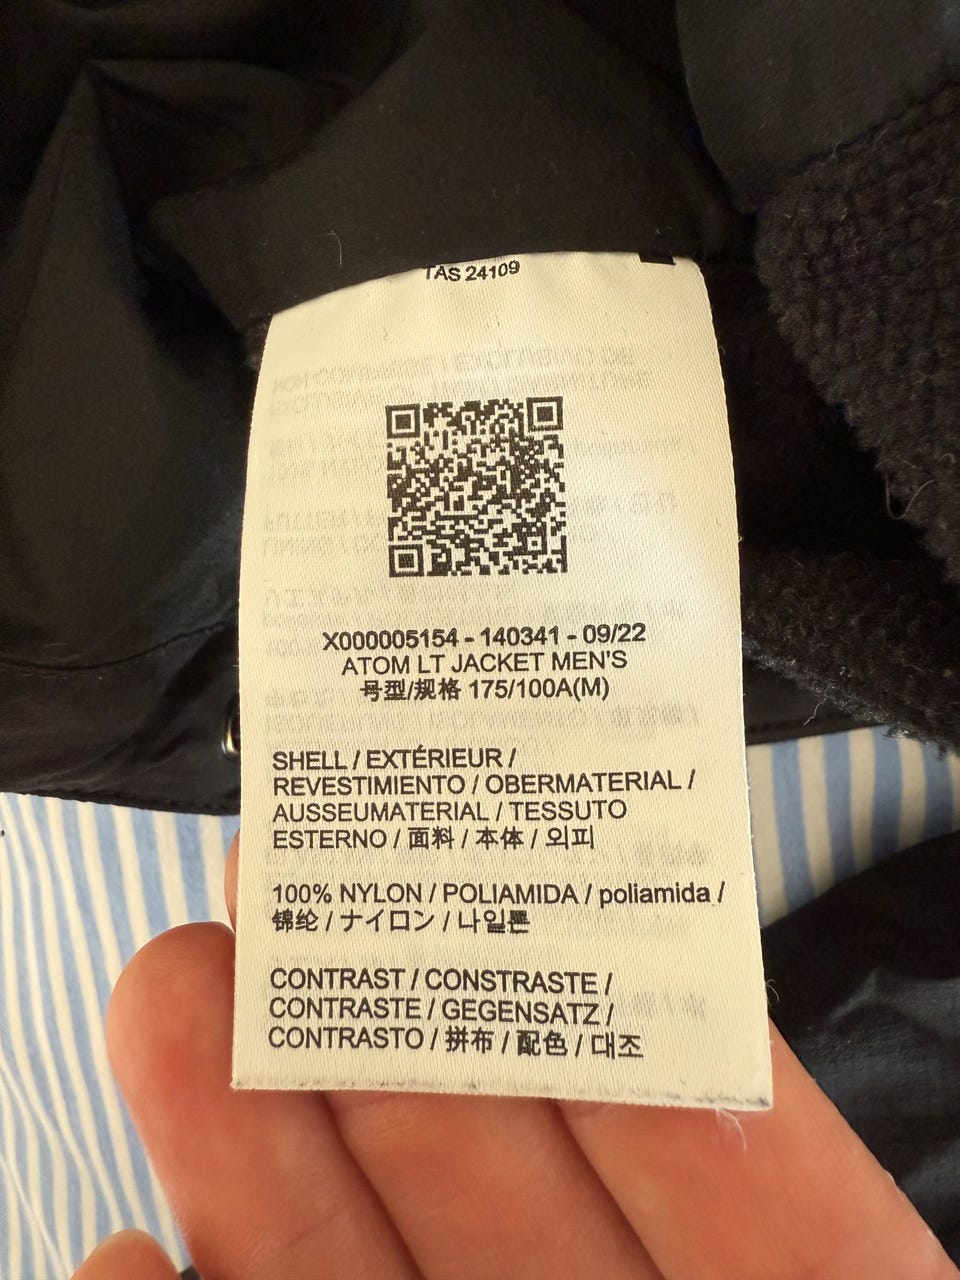 TAS 24109
X000005154 - 140341 - 09/22
ATOM LT JACKET MEN'S
号型/规格 175/100A(M)
SHELL / EXTÉRIEUR /
REVESTIMIENTO / OBERMATERIAL /
AUSSEUMATERIAL / TESSUTO
ESTERNO / 面料 / 本体 / 외피
100% NYLON / POLIAMIDA / poliamida /
锦纶 / ナイロン / 나일론
CONTRAST / CONSTRASTE /
CONTRASTE / GEGENSATZ /
CONTRASTO / 拼布 / 配色 / 대조